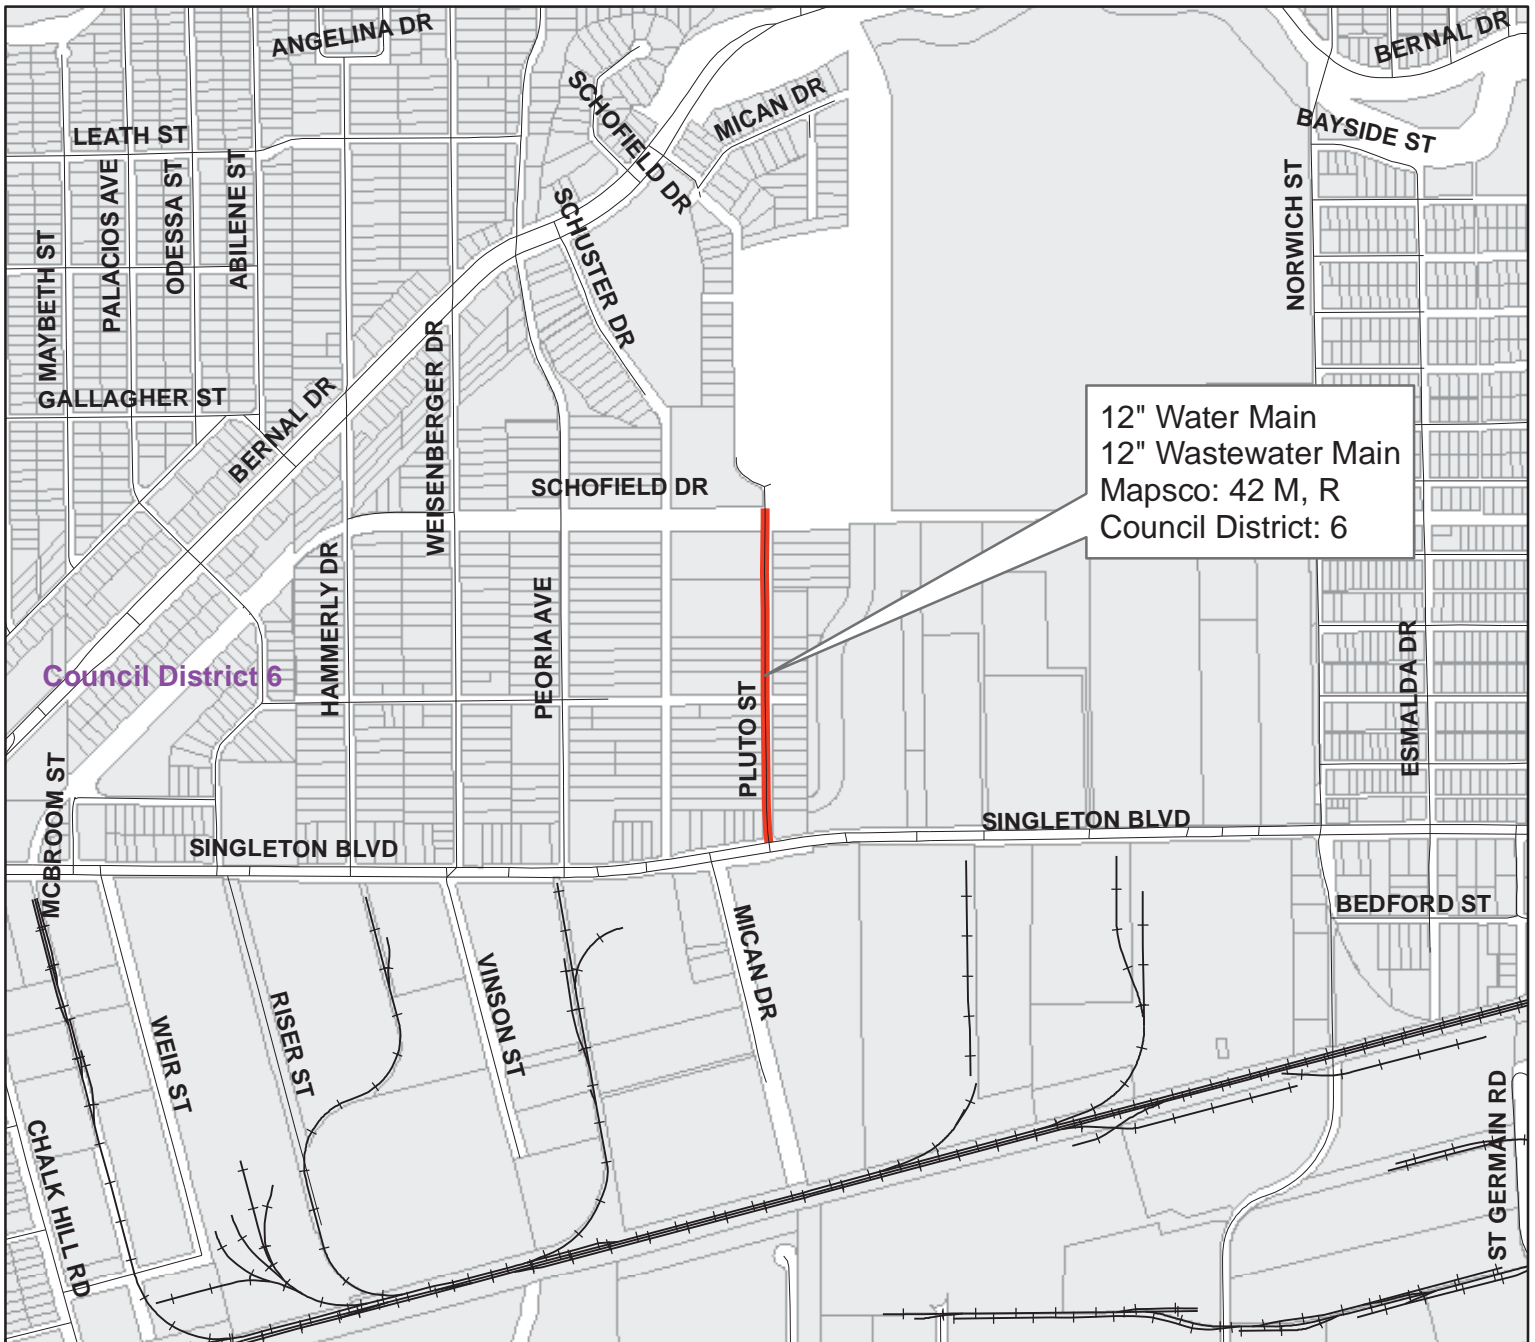 ANGELINA DR
BERNAL DR
SCHOFIELD DR
MICAN DR
LEATH ST
BAYSIDE ST
MAYBETH ST
PALACIOS AVE
ODESSA ST
ABILENE ST
SCHUSTER DR
NORWICH ST
GALLAGHER ST
BERNAL DR
WEISENBERGER DR
12" Water Main
12" Wastewater Main
Mapsco: 42 M, R
Council District: 6
SCHOFIELD DR
HAMMERLY DR
PEORIA AVE
Council District 6
PLUTO ST
ESMALDA DR
MCBROOM ST
SINGLETON BLVD
SINGLETON BLVD
BEDFORD ST
WEIR ST
RISER ST
VINSON ST
MICAN DR
CHALK HILL RD
ST GERMAIN RD